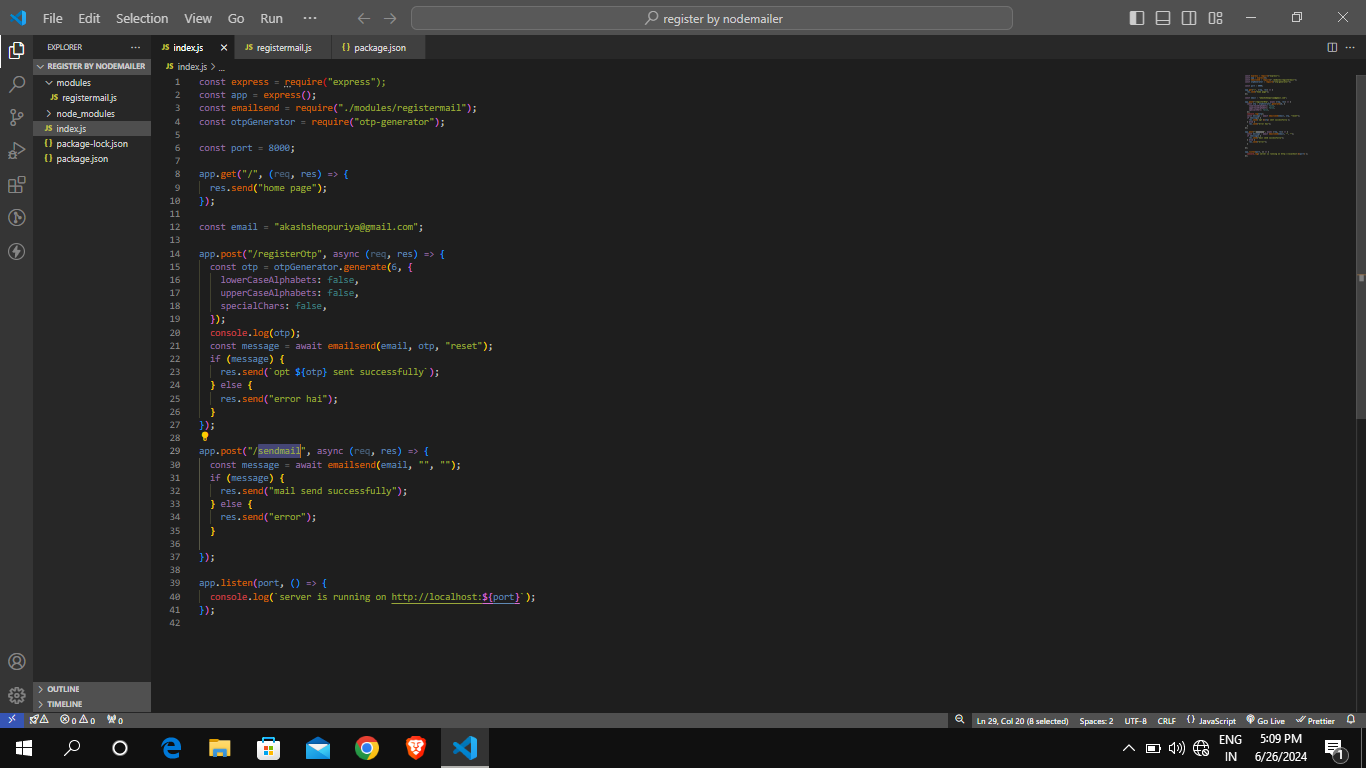 File Edit Selection View Go Run ···
register by nodemailer
EXPLORER ···
REGISTER BY NODEMAILER
modules
JS registermail.js
node_modules
JS index.js
{} package-lock.json
{} package.json
OUTLINE
TIMELINE
JS index.js ×
JS registermail.js
{} package.json
JS index.js > ...
1 const express = require("express");
2 const app = express();
3 const emailsend = require("./modules/registermail");
4 const otpGenerator = require("otp-generator");
5
6 const port = 8000;
7
8 app.get("/", (req, res) => {
9 res.send("home page");
10 });
11
12 const email = "akashsheopuriya@gmail.com";
13
14 app.post("/registerOtp", async (req, res) => {
15 const otp = otpGenerator.generate(6, {
16 lowerCaseAlphabets: false,
17 upperCaseAlphabets: false,
18 specialChars: false,
19 });
20 console.log(otp);
21 const message = await emailsend(email, otp, "reset");
22 if (message) {
23 res.send(`opt ${otp} sent successfully`);
24 } else {
25 res.send("error hai");
26 }
27 });
28
29 app.post("/sendmail", async (req, res) => {
30 const message = await emailsend(email, "", "");
31 if (message) {
32 res.send("mail send successfully");
33 } else {
34 res.send("error");
35 }
36
37 });
38
39 app.listen(port, () => {
40 console.log(`server is running on http://localhost:${port}`);
41 });
42
0 0 0
Ln 29, Col 20 (8 selected) Spaces: 2 UTF-8 CRLF {} JavaScript Go Live Prettier
ENG
IN
5:09 PM
6/26/2024
1